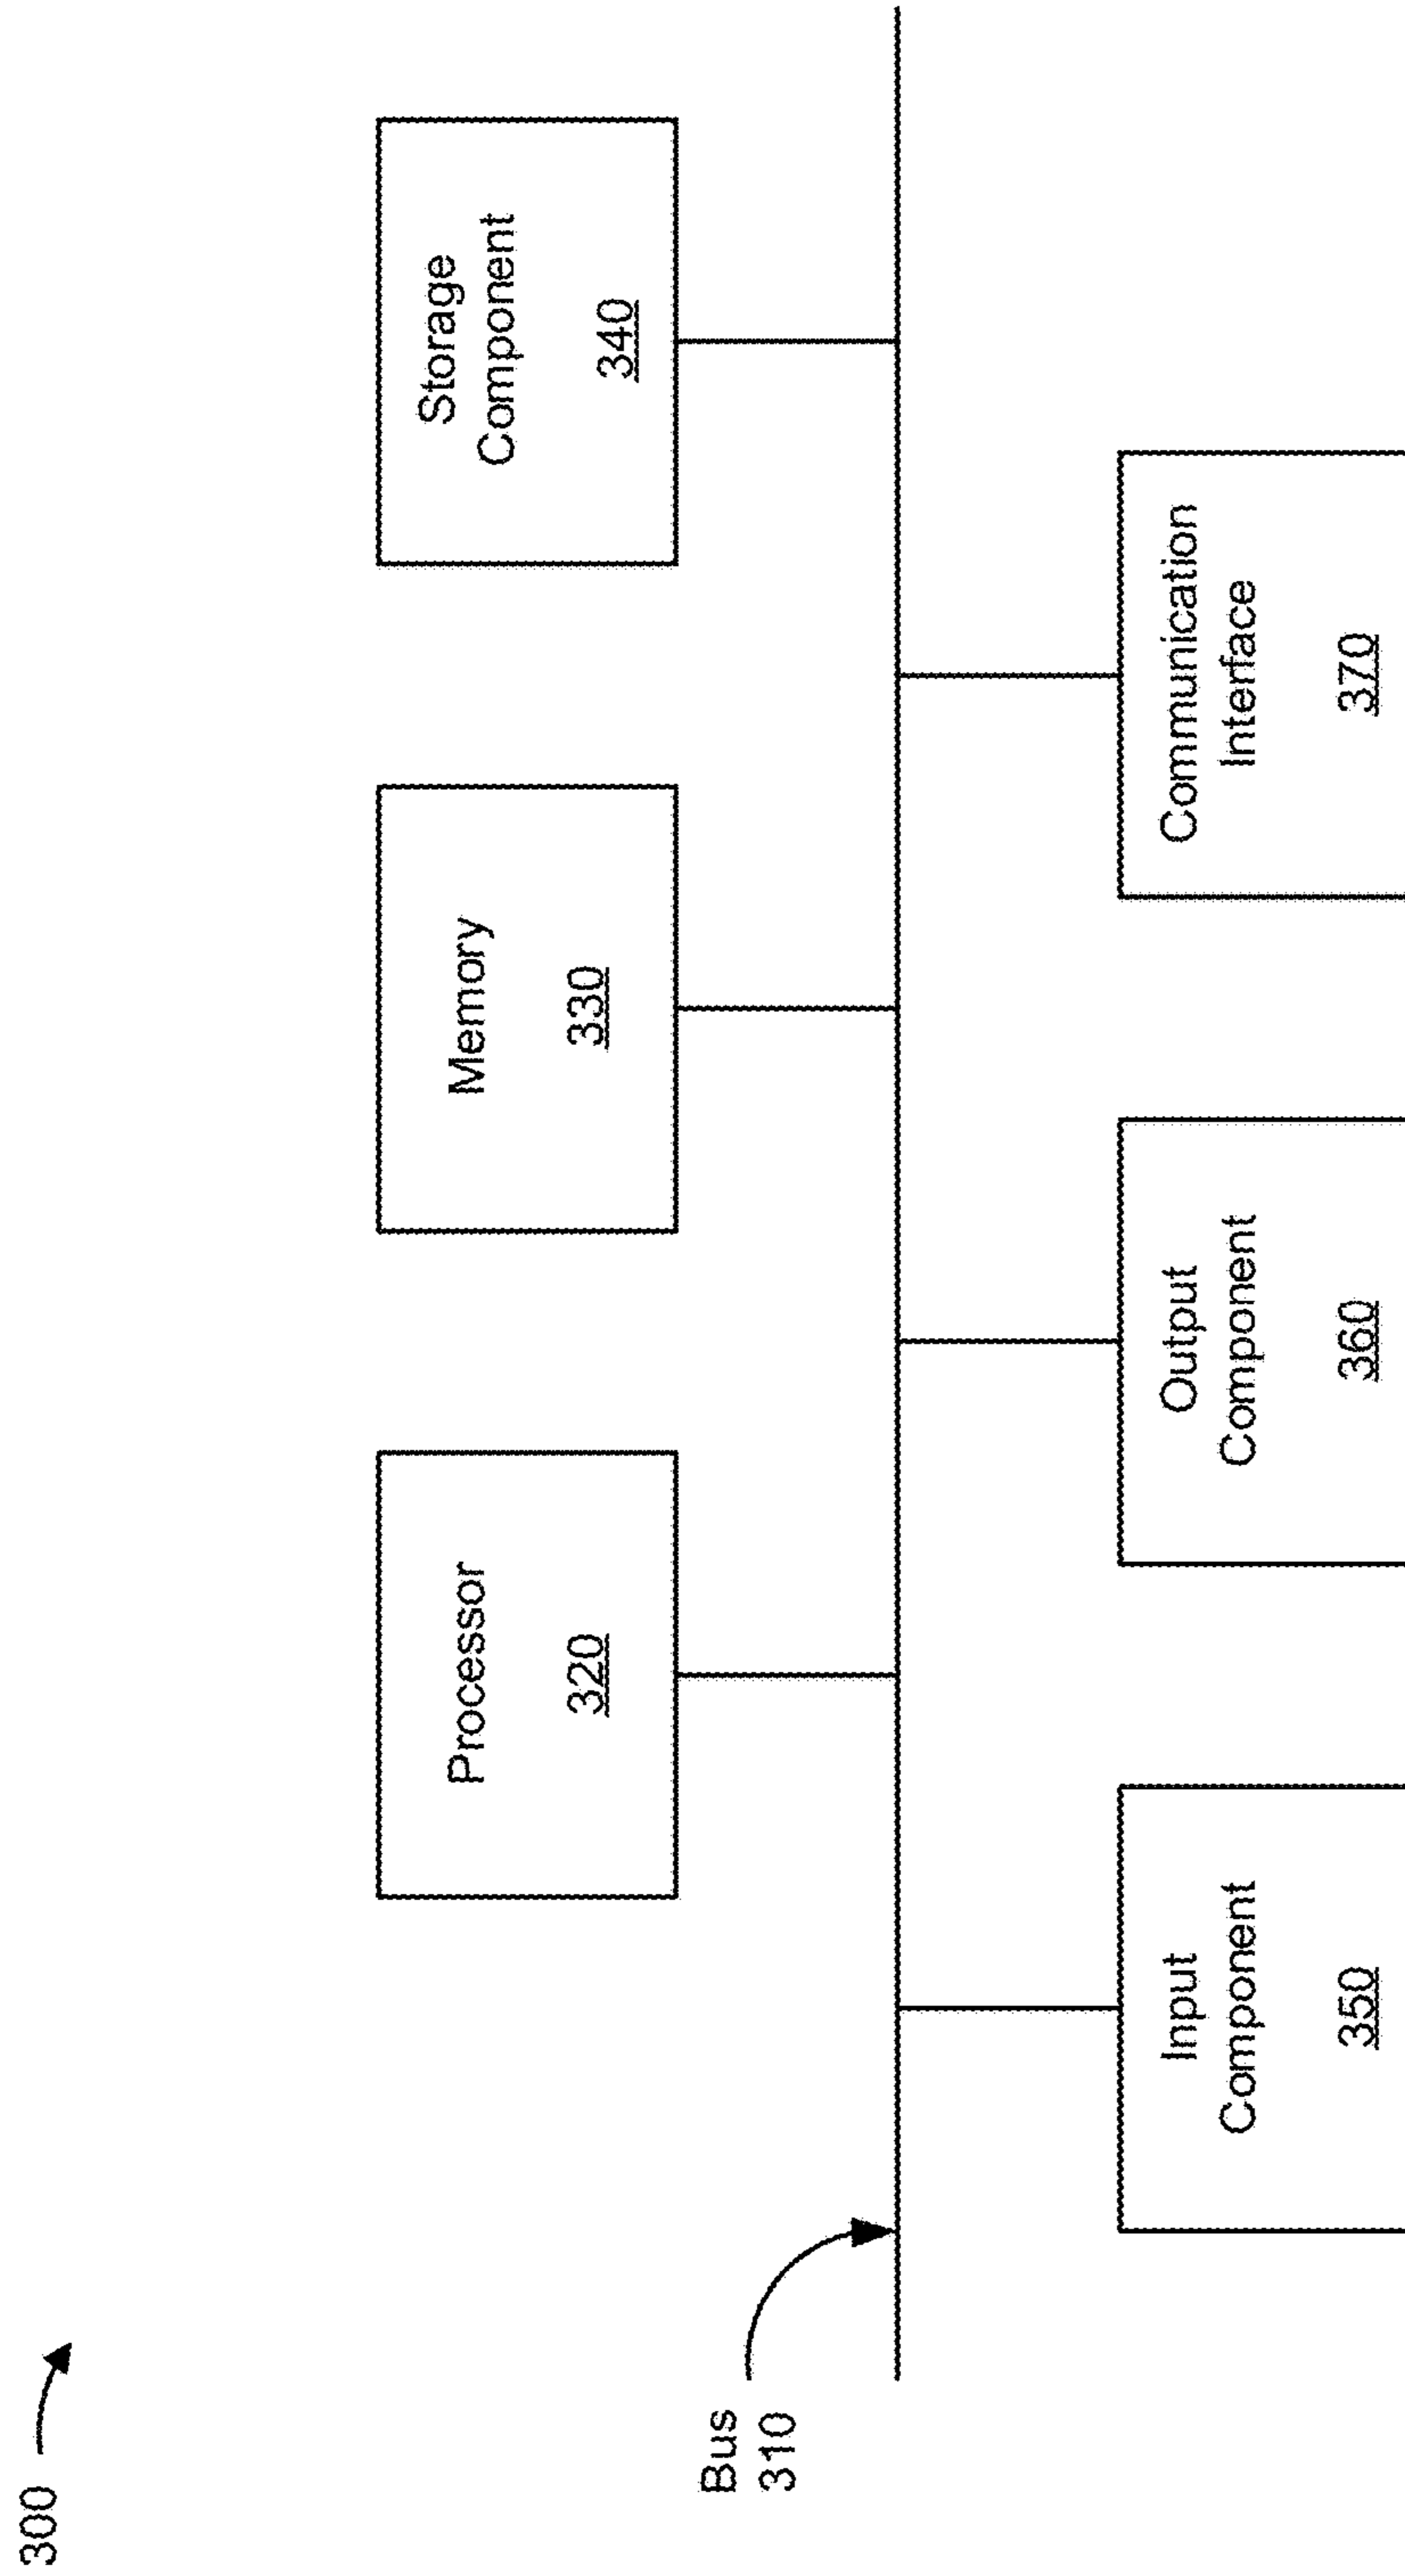 300
Bus
310
Processor
320
Memory
330
Storage
Component
340
Input
Component
350
Output
Component
360
Communication
Interface
370